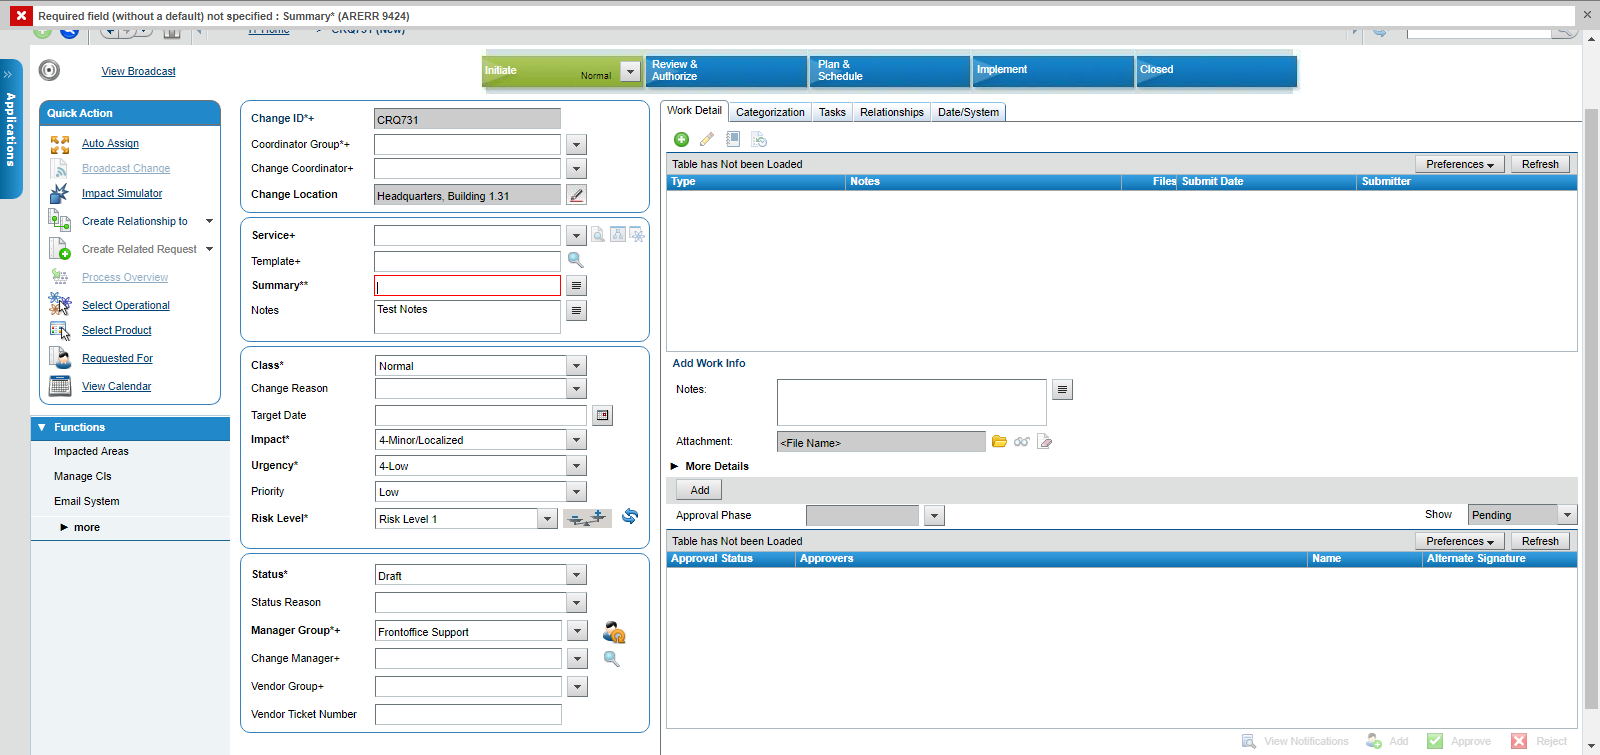 Required field (without a default) not specified : Summary* (ARERR 9424)
IT Home > CRQ731 (New)
View Broadcast
Initiate
Normal
Review &
Authorize
Plan &
Schedule
Implement
Closed
Applications
Quick Action
Auto Assign
Broadcast Change
Impact Simulator
Create Relationship to
Create Related Request
Process Overview
Select Operational
Select Product
Requested For
View Calendar
Functions
Impacted Areas
Manage CIs
Email System
more
Change ID*+ CRQ731
Coordinator Group*+
Change Coordinator+
Change Location Headquarters, Building 1.31
Service+
Template+
Summary**
Notes Test Notes
Class* Normal
Change Reason
Target Date
Impact* 4-Minor/Localized
Urgency* 4-Low
Priority Low
Risk Level* Risk Level 1
Status* Draft
Status Reason
Manager Group*+ Frontoffice Support
Change Manager+
Vendor Group+
Vendor Ticket Number
Work Detail Categorization Tasks Relationships Date/System
Table has Not been Loaded Preferences Refresh
Type Notes Files Submit Date Submitter
Add Work Info
Notes:
Attachment: <File Name>
More Details
Add
Approval Phase Show Pending
Table has Not been Loaded Preferences Refresh
Approval Status Approvers Name Alternate Signature
View Notifications Add Approve Reject